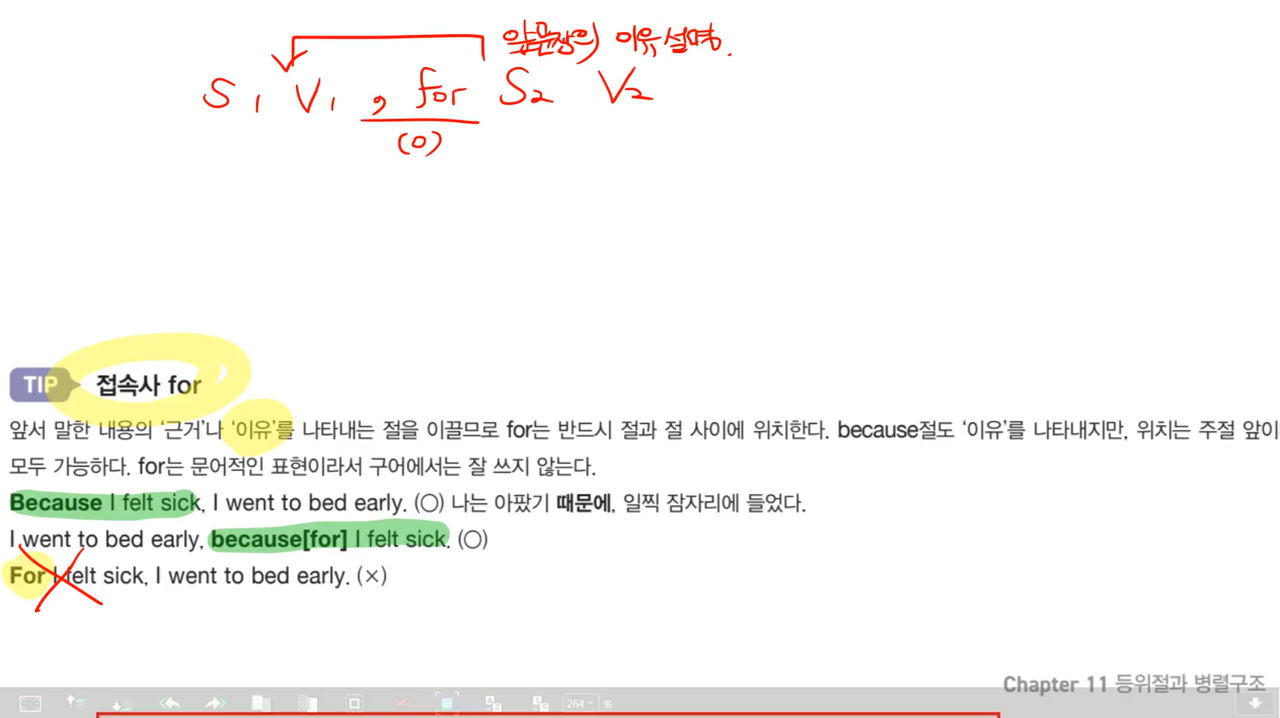 앞문장의 이유 설명.
S1 V1, for S2 V2
(O)
TIP 접속사 for
앞서 말한 내용의 '근거'나 '이유'를 나타내는 절을 이끌므로 for는 반드시 절과 절 사이에 위치한다. because절도 '이유'를 나타내지만, 위치는 주절 앞이
모두 가능하다. for는 문어적인 표현이라서 구어에서는 잘 쓰지 않는다.
Because I felt sick, I went to bed early. (○) 나는 아팠기 때문에, 일찍 잠자리에 들었다.
I went to bed early, because[for] I felt sick. (○)
For I felt sick, I went to bed early. (×)
Chapter 11 등위절과 병렬구조
264 %